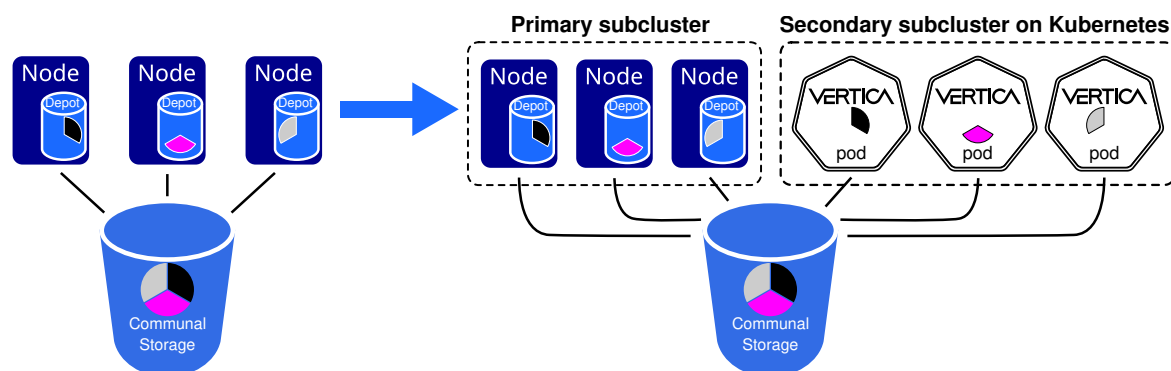 Primary subcluster
Secondary subcluster on Kubernetes
Node
Depot
Node
Depot
Node
Depot
Node
Depot
Node
Depot
Node
Depot
VERTICA
pod
VERTICA
pod
VERTICA
pod
Communal
Storage
Communal
Storage